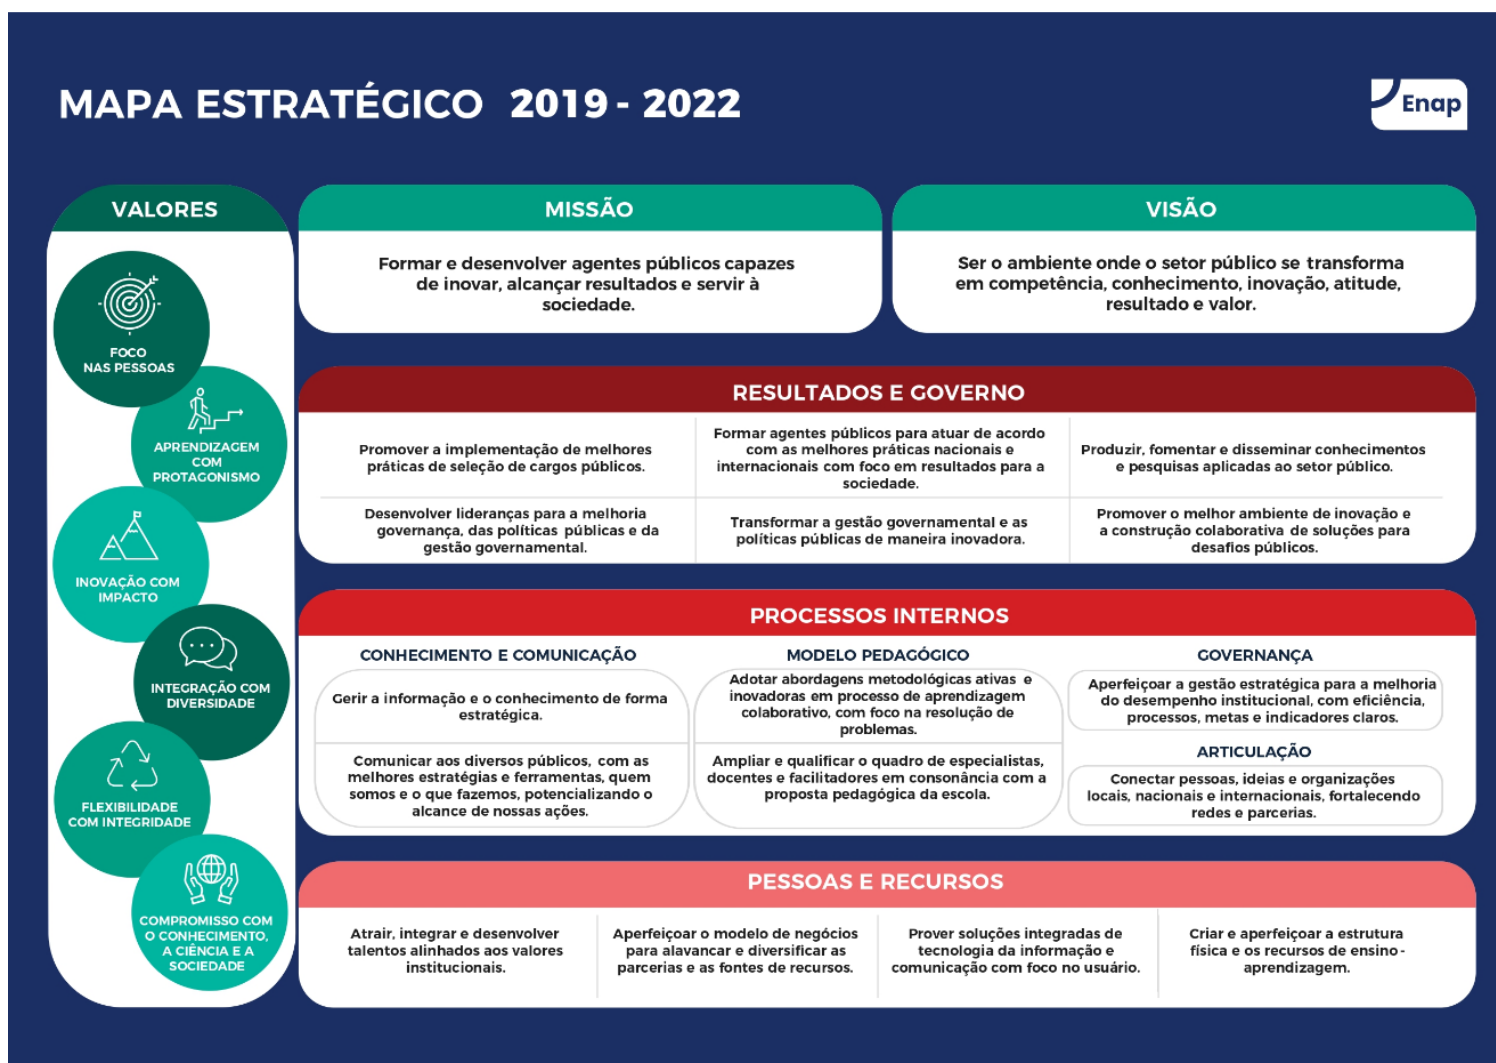 MAPA ESTRATÉGICO 2019 - 2022
Enap
VALORES
FOCO
NAS PESSOAS
APRENDIZAGEM
COM
PROTAGONISMO
INOVAÇÃO COM
IMPACTO
INTEGRAÇÃO COM
DIVERSIDADE
FLEXIBILIDADE
COM INTEGRIDADE
COMPROMISSO COM
O CONHECIMENTO,
A CIÊNCIA E A
SOCIEDADE
MISSÃO
Formar e desenvolver agentes públicos capazes
de inovar, alcançar resultados e servir à
sociedade.
VISÃO
Ser o ambiente onde o setor público se transforma
em competência, conhecimento, inovação, atitude,
resultado e valor.
RESULTADOS E GOVERNO
Promover a implementação de melhores
práticas de seleção de cargos públicos.
Formar agentes públicos para atuar de acordo
com as melhores práticas nacionais e
internacionais com foco em resultados para a
sociedade.
Produzir, fomentar e disseminar conhecimentos
e pesquisas aplicadas ao setor público.
Desenvolver lideranças para a melhoria
governança, das políticas públicas e da
gestão governamental.
Transformar a gestão governamental e as
políticas públicas de maneira inovadora.
Promover o melhor ambiente de inovação e
a construção colaborativa de soluções para
desafios públicos.
PROCESSOS INTERNOS
CONHECIMENTO E COMUNICAÇÃO
Gerir a informação e o conhecimento de forma
estratégica.
Comunicar aos diversos públicos, com as
melhores estratégias e ferramentas, quem
somos e o que fazemos, potencializando o
alcance de nossas ações.
MODELO PEDAGÓGICO
Adotar abordagens metodológicas ativas e
inovadoras em processo de aprendizagem
colaborativo, com foco na resolução de
problemas.
Ampliar e qualificar o quadro de especialistas,
docentes e facilitadores em consonância com a
proposta pedagógica da escola.
GOVERNANÇA
Aperfeiçoar a gestão estratégica para a melhoria
do desempenho institucional, com eficiência,
processos, metas e indicadores claros.
ARTICULAÇÃO
Conectar pessoas, ideias e organizações
locais, nacionais e internacionais, fortalecendo
redes e parcerias.
PESSOAS E RECURSOS
Atrair, integrar e desenvolver
talentos alinhados aos valores
institucionais.
Aperfeiçoar o modelo de negócios
para alavancar e diversificar as
parcerias e as fontes de recursos.
Prover soluções integradas de
tecnologia da informação e
comunicação com foco no usuário.
Criar e aperfeiçoar a estrutura
física e os recursos de ensino-
aprendizagem.